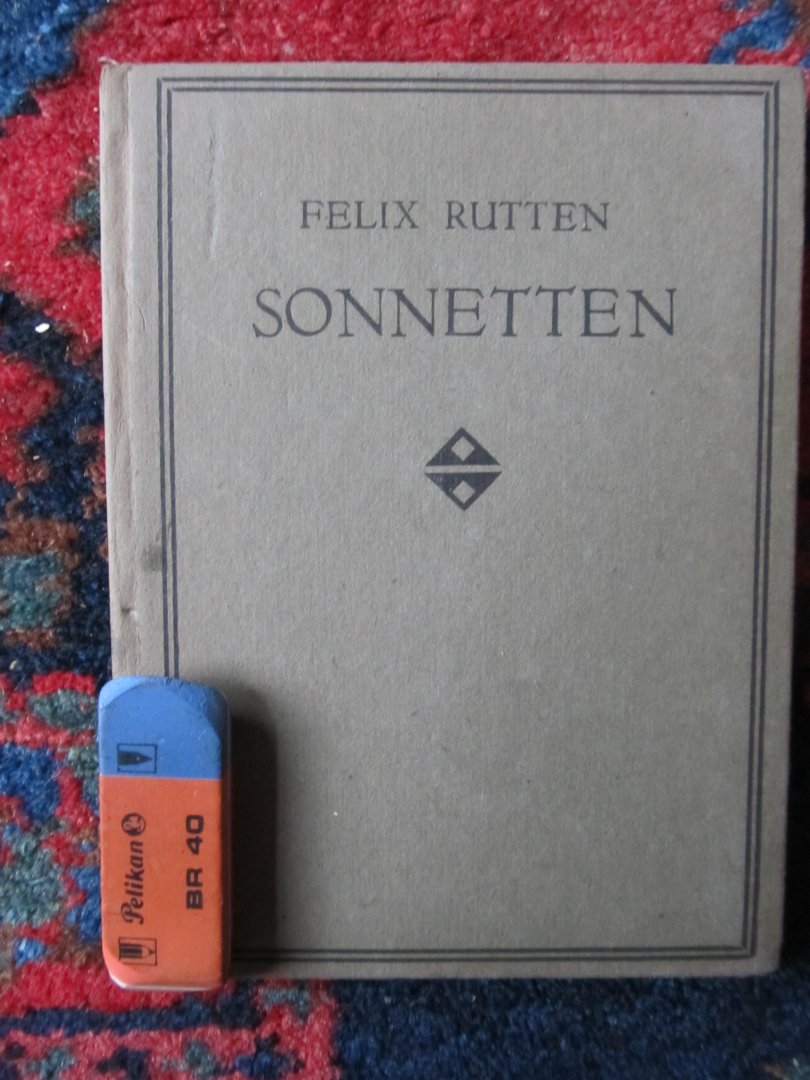 FELIX RUTTEN
SONNETTEN
Pelikan
BR 40